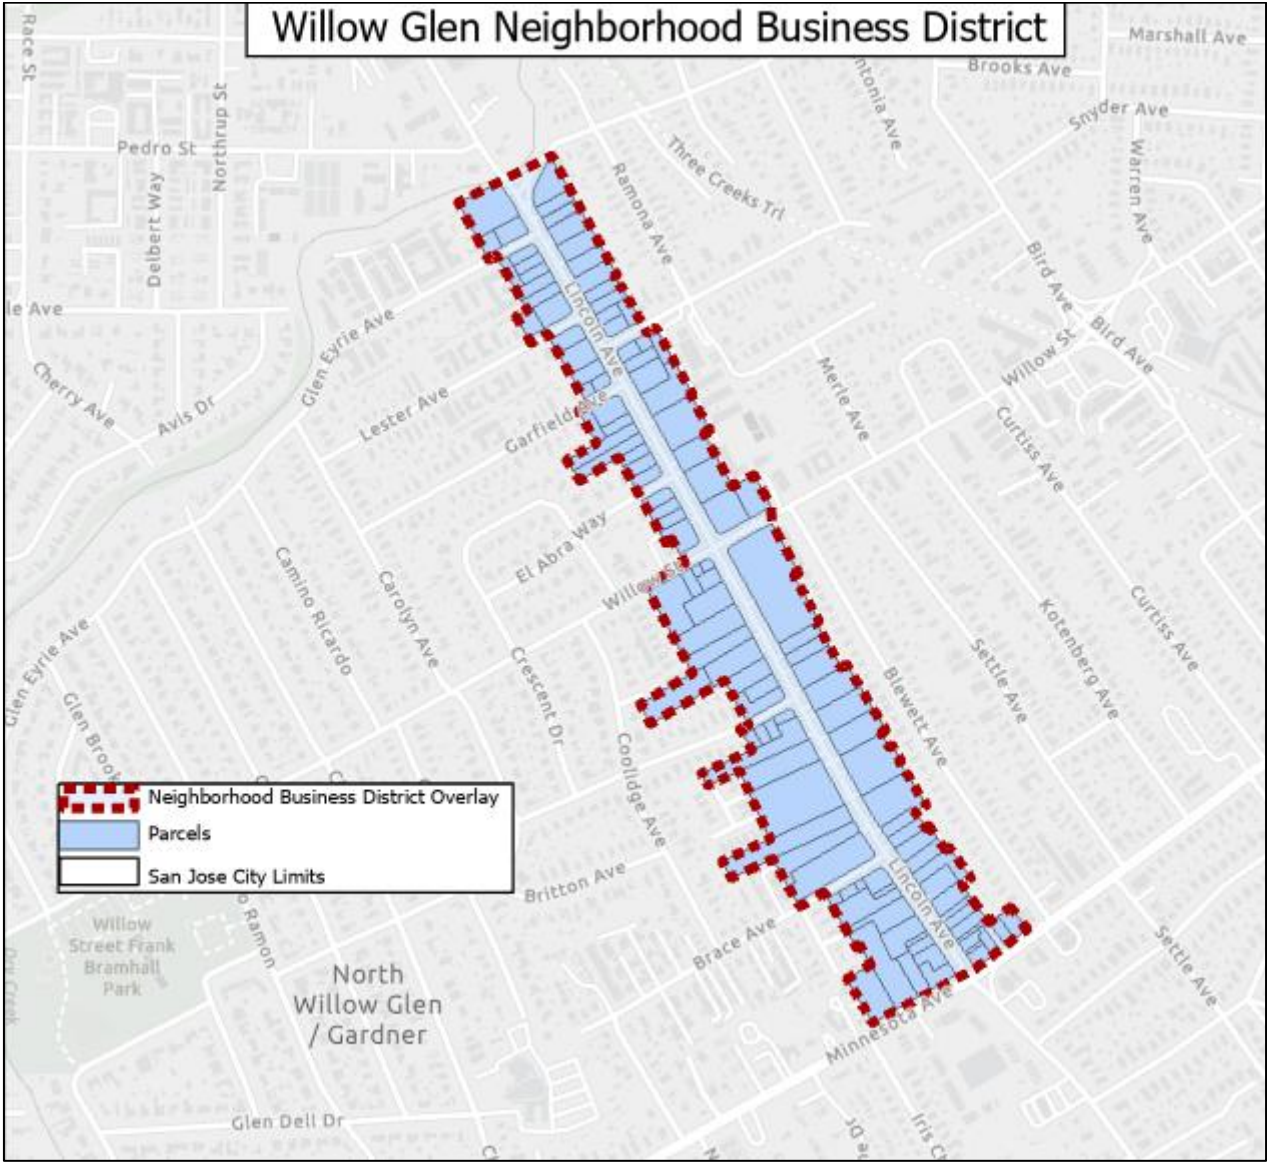 Willow Glen Neighborhood Business District
Race St
Marshall Ave
Brooks Ave
Snyder Ave
Northrup St
Pedro St
Three Creeks Trl
Ramona Ave
Warren Ave
Delbert Way
Bird Ave
Lincoln Ave
Glen Eyrie Ave
Bird Ave
Willow St
Cherry Ave
Avis Dr
Lester Ave
Merle Ave
Garfield Ave
Curtiss Ave
El Abra Way
Willow St
Camino Ricardo
Carolyn Ave
Curtiss Ave
Kotenberg Ave
Settle Ave
Glen Eyrie Ave
Crescent Dr
Blewett Ave
Glen Brook
Coolidge Ave
Neighborhood Business District Overlay
Parcels
San Jose City Limits
Britton Ave
Lincoln Ave
Willow
Street Frank
Bramhall
Park
o Ramon
Brace Ave
Settle Ave
North
Willow Glen
/ Gardner
Minnesota Ave
Glen Dell Dr